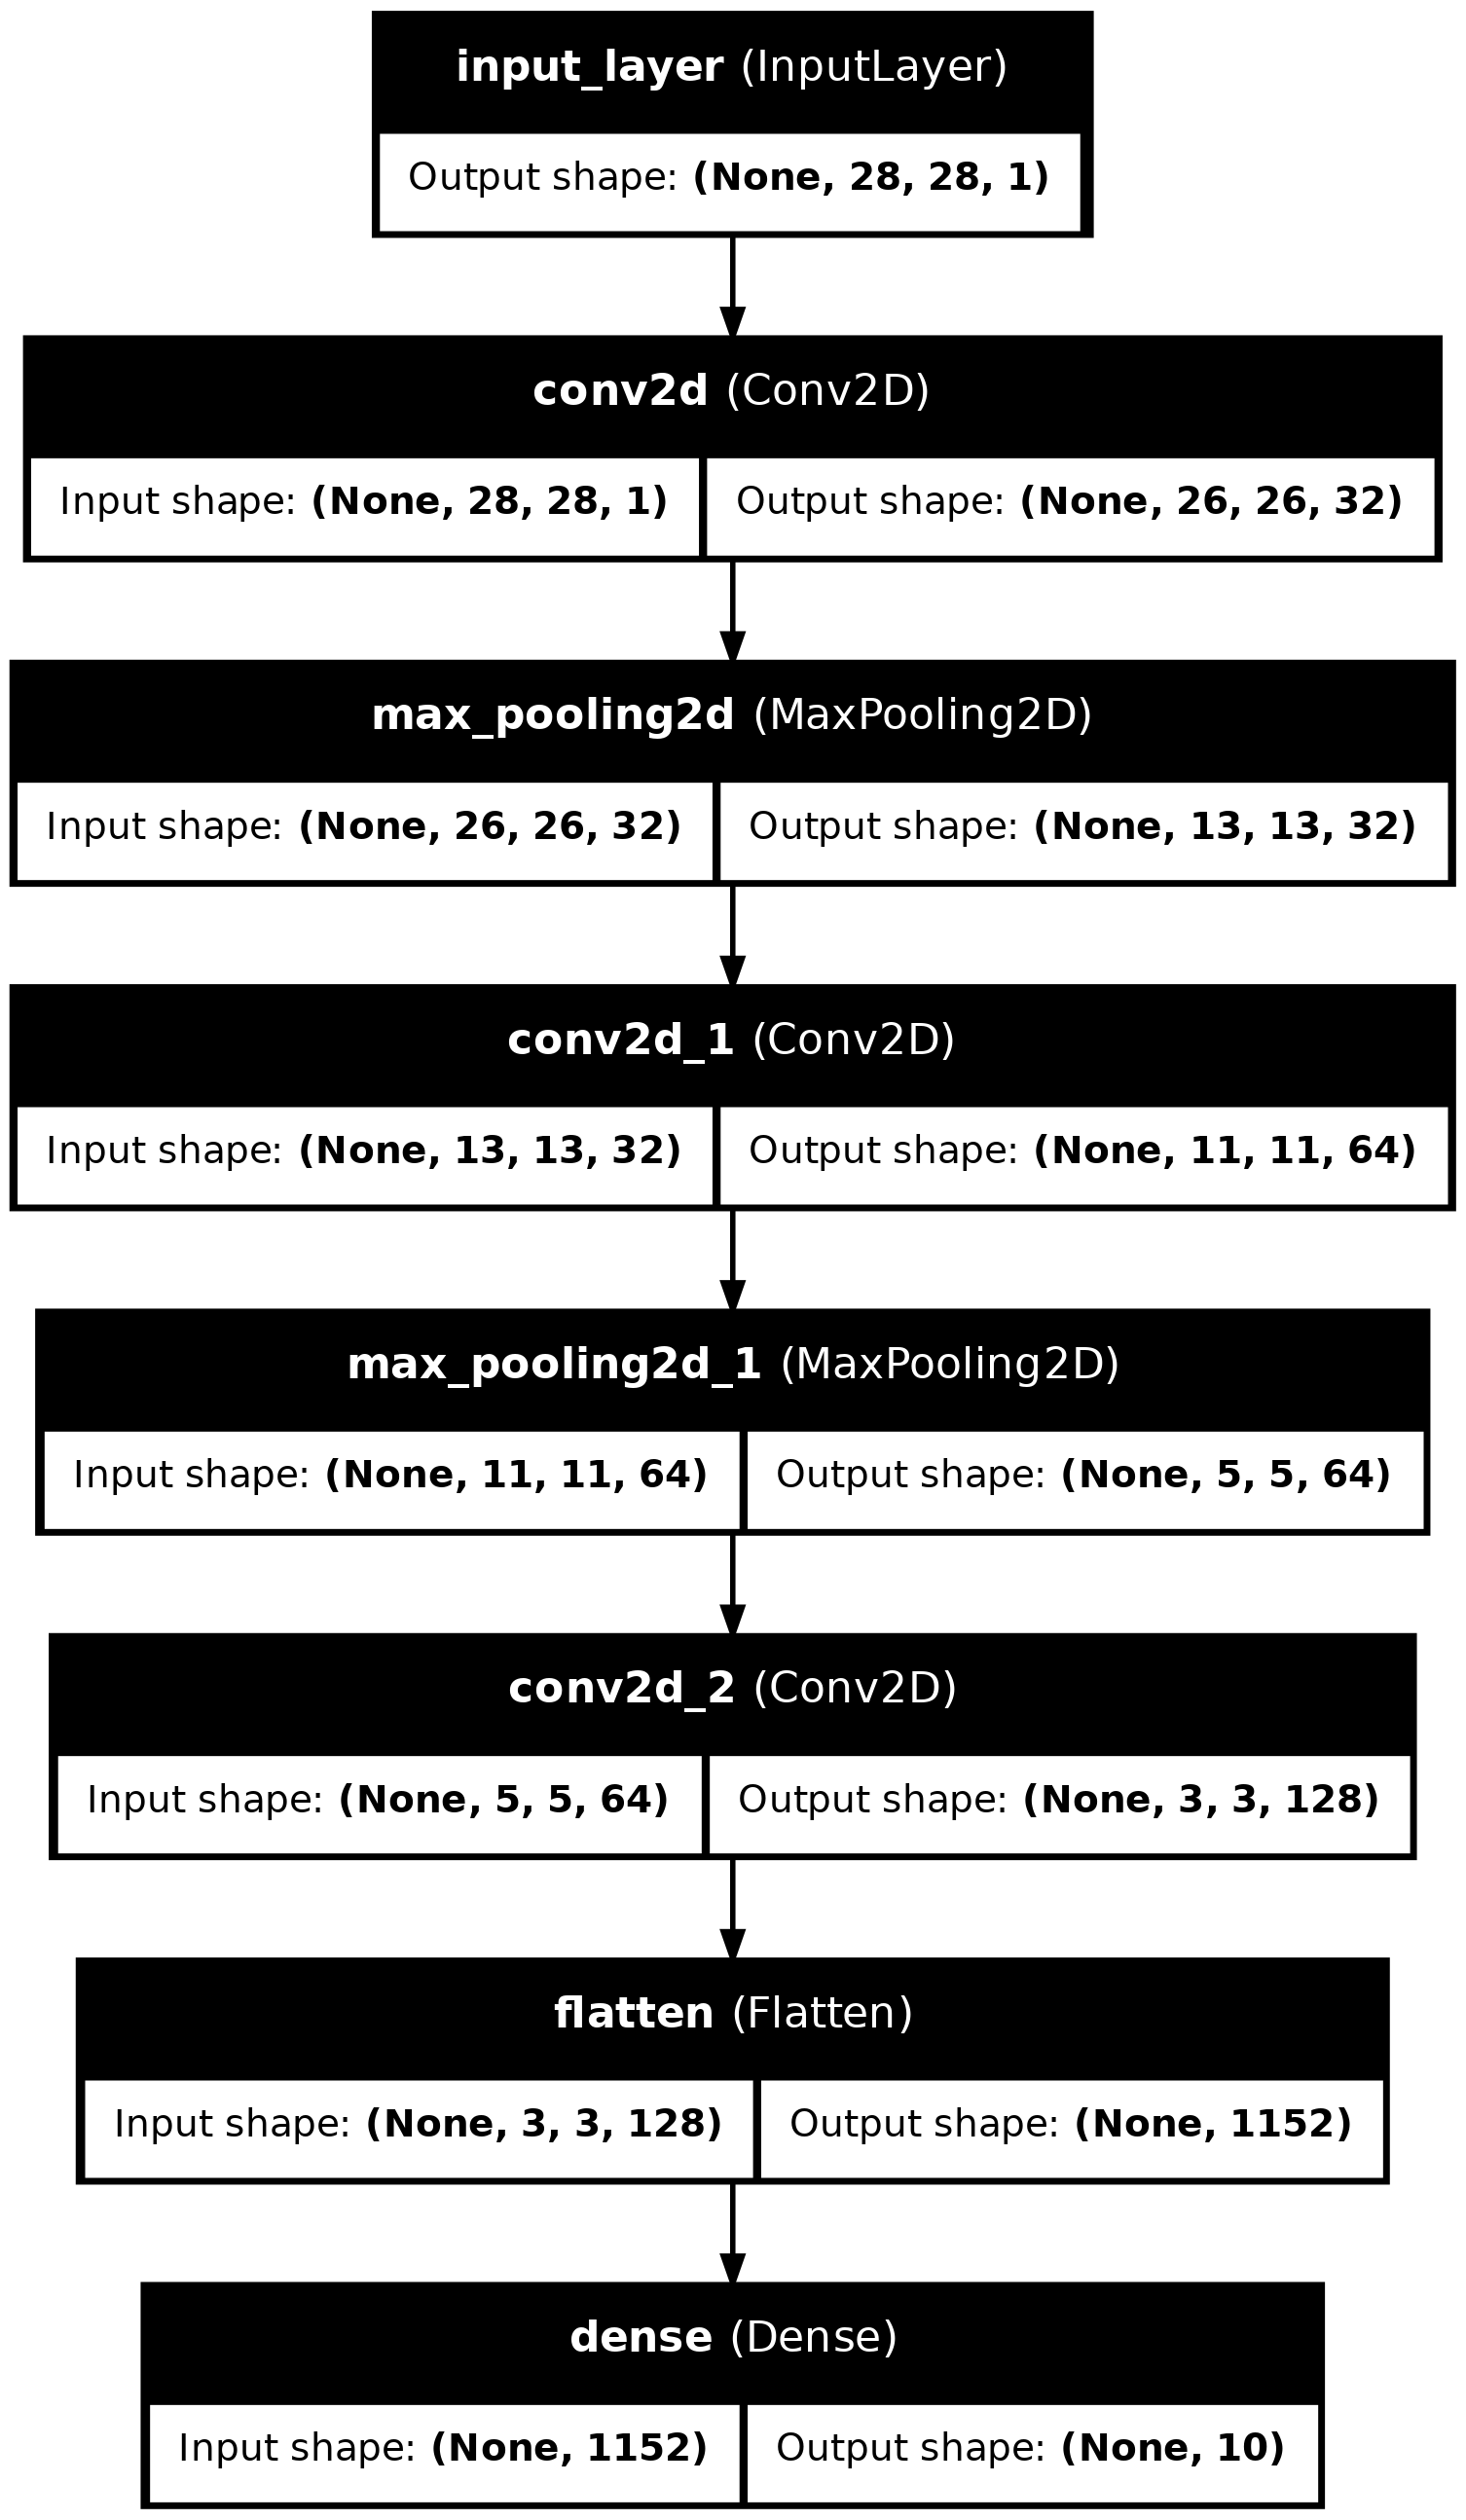 input_layer (InputLayer)
Output shape: (None, 28, 28, 1)
conv2d (Conv2D)
Input shape: (None, 28, 28, 1) Output shape: (None, 26, 26, 32)
max_pooling2d (MaxPooling2D)
Input shape: (None, 26, 26, 32) Output shape: (None, 13, 13, 32)
conv2d_1 (Conv2D)
Input shape: (None, 13, 13, 32) Output shape: (None, 11, 11, 64)
max_pooling2d_1 (MaxPooling2D)
Input shape: (None, 11, 11, 64) Output shape: (None, 5, 5, 64)
conv2d_2 (Conv2D)
Input shape: (None, 5, 5, 64) Output shape: (None, 3, 3, 128)
flatten (Flatten)
Input shape: (None, 3, 3, 128) Output shape: (None, 1152)
dense (Dense)
Input shape: (None, 1152) Output shape: (None, 10)